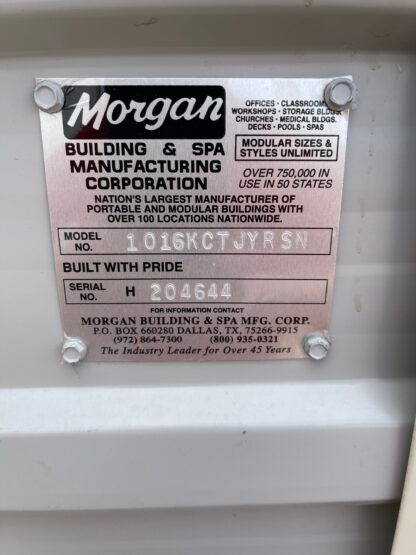 Morgan
OFFICES · CLASSROOMS
WORKSHOPS · STORAGE BLDGS.
CHURCHES · MEDICAL BLDGS.
DECKS · POOLS · SPAS
BUILDING & SPA
MANUFACTURING
CORPORATION
MODULAR SIZES &
STYLES UNLIMITED
OVER 750,000 IN
USE IN 50 STATES
NATION'S LARGEST MANUFACTURER OF
PORTABLE AND MODULAR BUILDINGS WITH
OVER 100 LOCATIONS NATIONWIDE.
MODEL NO. 1016KCTJYRSN
BUILT WITH PRIDE
SERIAL NO. H 204644
FOR INFORMATION CONTACT
MORGAN BUILDING & SPA MFG. CORP.
P.O. BOX 660280 DALLAS, TX, 75266-9915
(972) 864-7300 (800) 935-0321
The Industry Leader for Over 45 Years